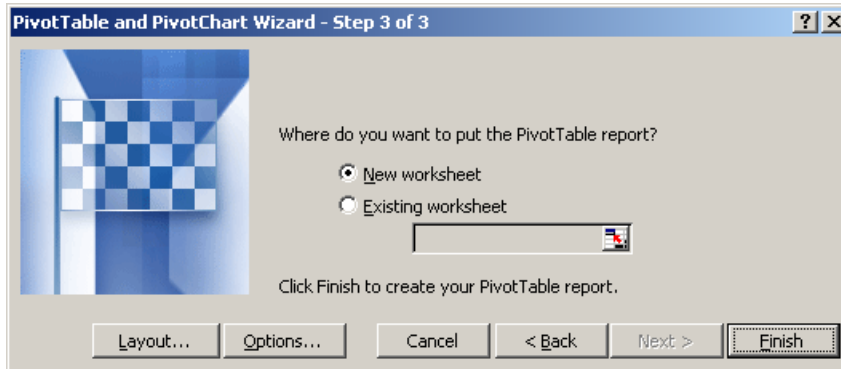 PivotTable and PivotChart Wizard - Step 3 of 3
Where do you want to put the PivotTable report?
New worksheet
Existing worksheet
Click Finish to create your PivotTable report.
Layout... Options... Cancel < Back Next > Finish